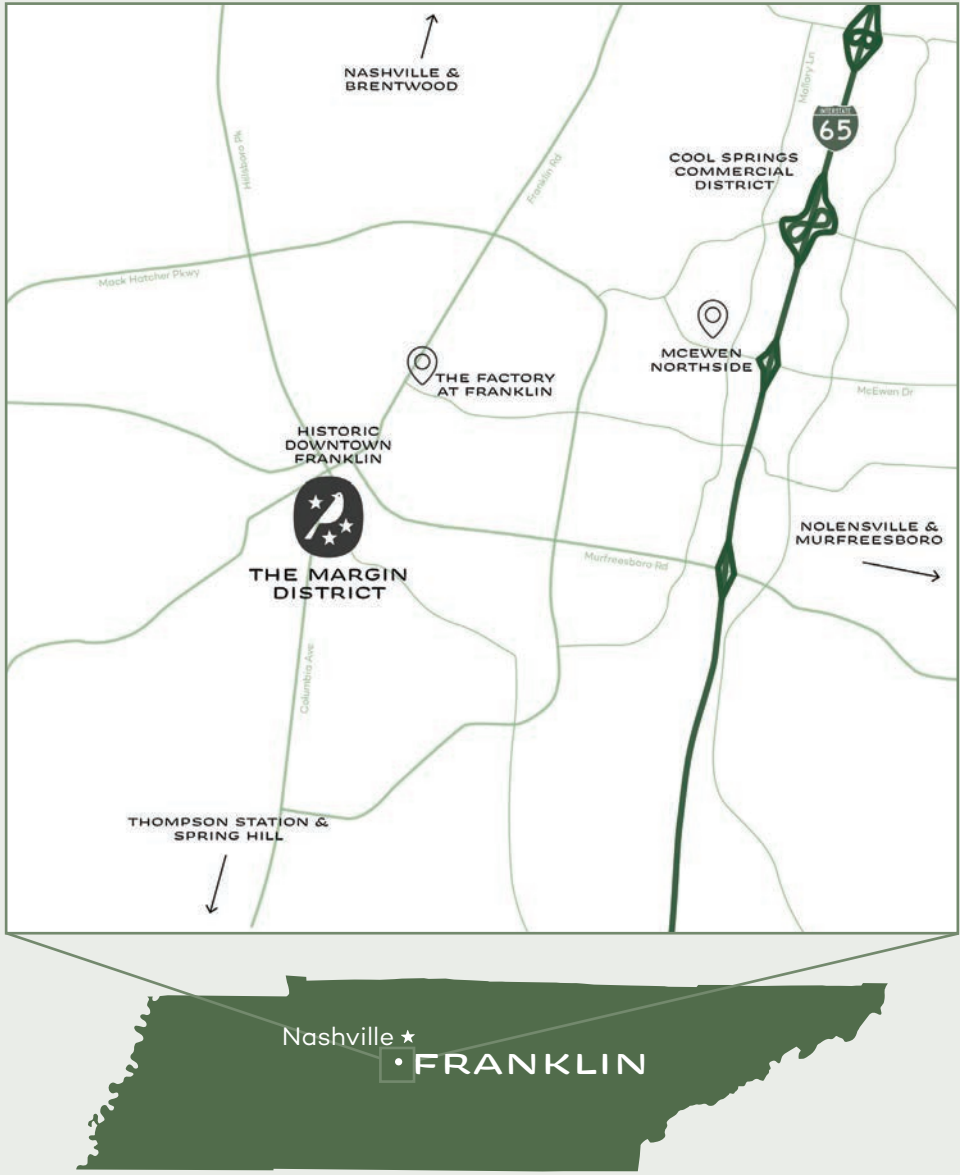 NASHVILLE &
BRENTWOOD
Mallory Ln
INTERSTATE
65
Hillsboro Pk
Franklin Rd
COOL SPRINGS
COMMERCIAL
DISTRICT
Mack Hatcher Pkwy
MCEWEN
NORTHSIDE
THE FACTORY
AT FRANKLIN
McEwen Dr
HISTORIC
DOWNTOWN
FRANKLIN
NOLENSVILLE &
MURFREESBORO
Murfreesboro Rd
THE MARGIN
DISTRICT
Columbia Ave
THOMPSON STATION &
SPRING HILL
Nashville
FRANKLIN